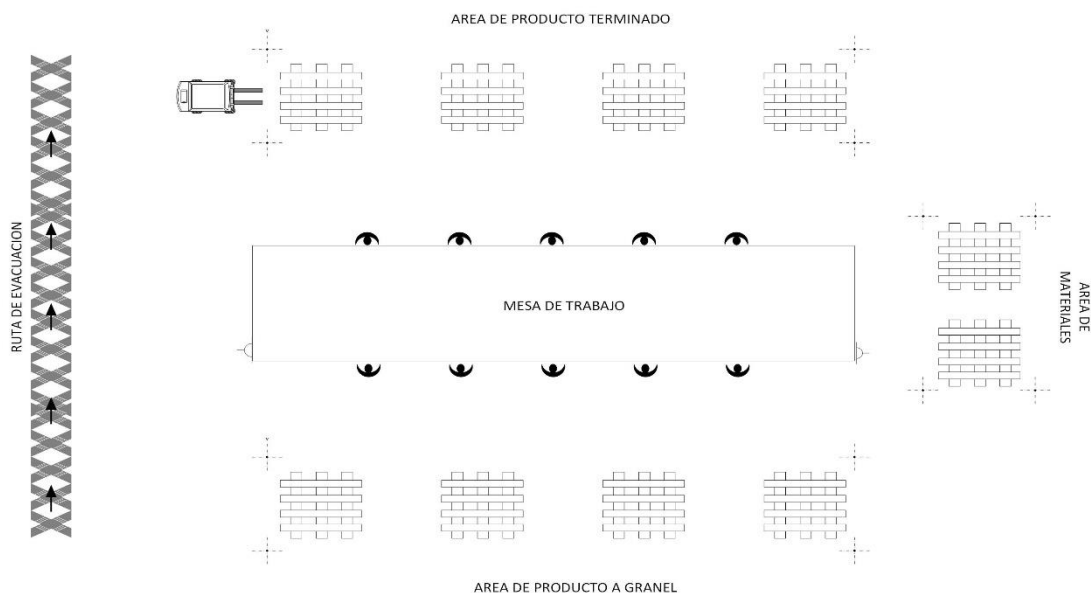 AREA DE PRODUCTO TERMINADO
RUTA DE EVACUACION
MESA DE TRABAJO
AREA DE
MATERIALES
AREA DE PRODUCTO A GRANEL